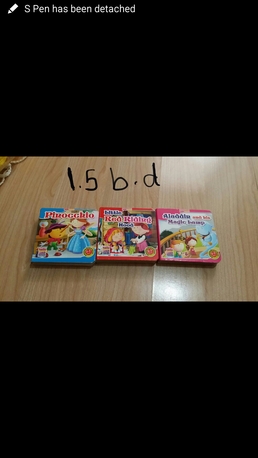 S Pen has been detached
1.5 b.d
Pinocchio
Little
Red Riding
Hood
Aladdin and his
Magic Lamp